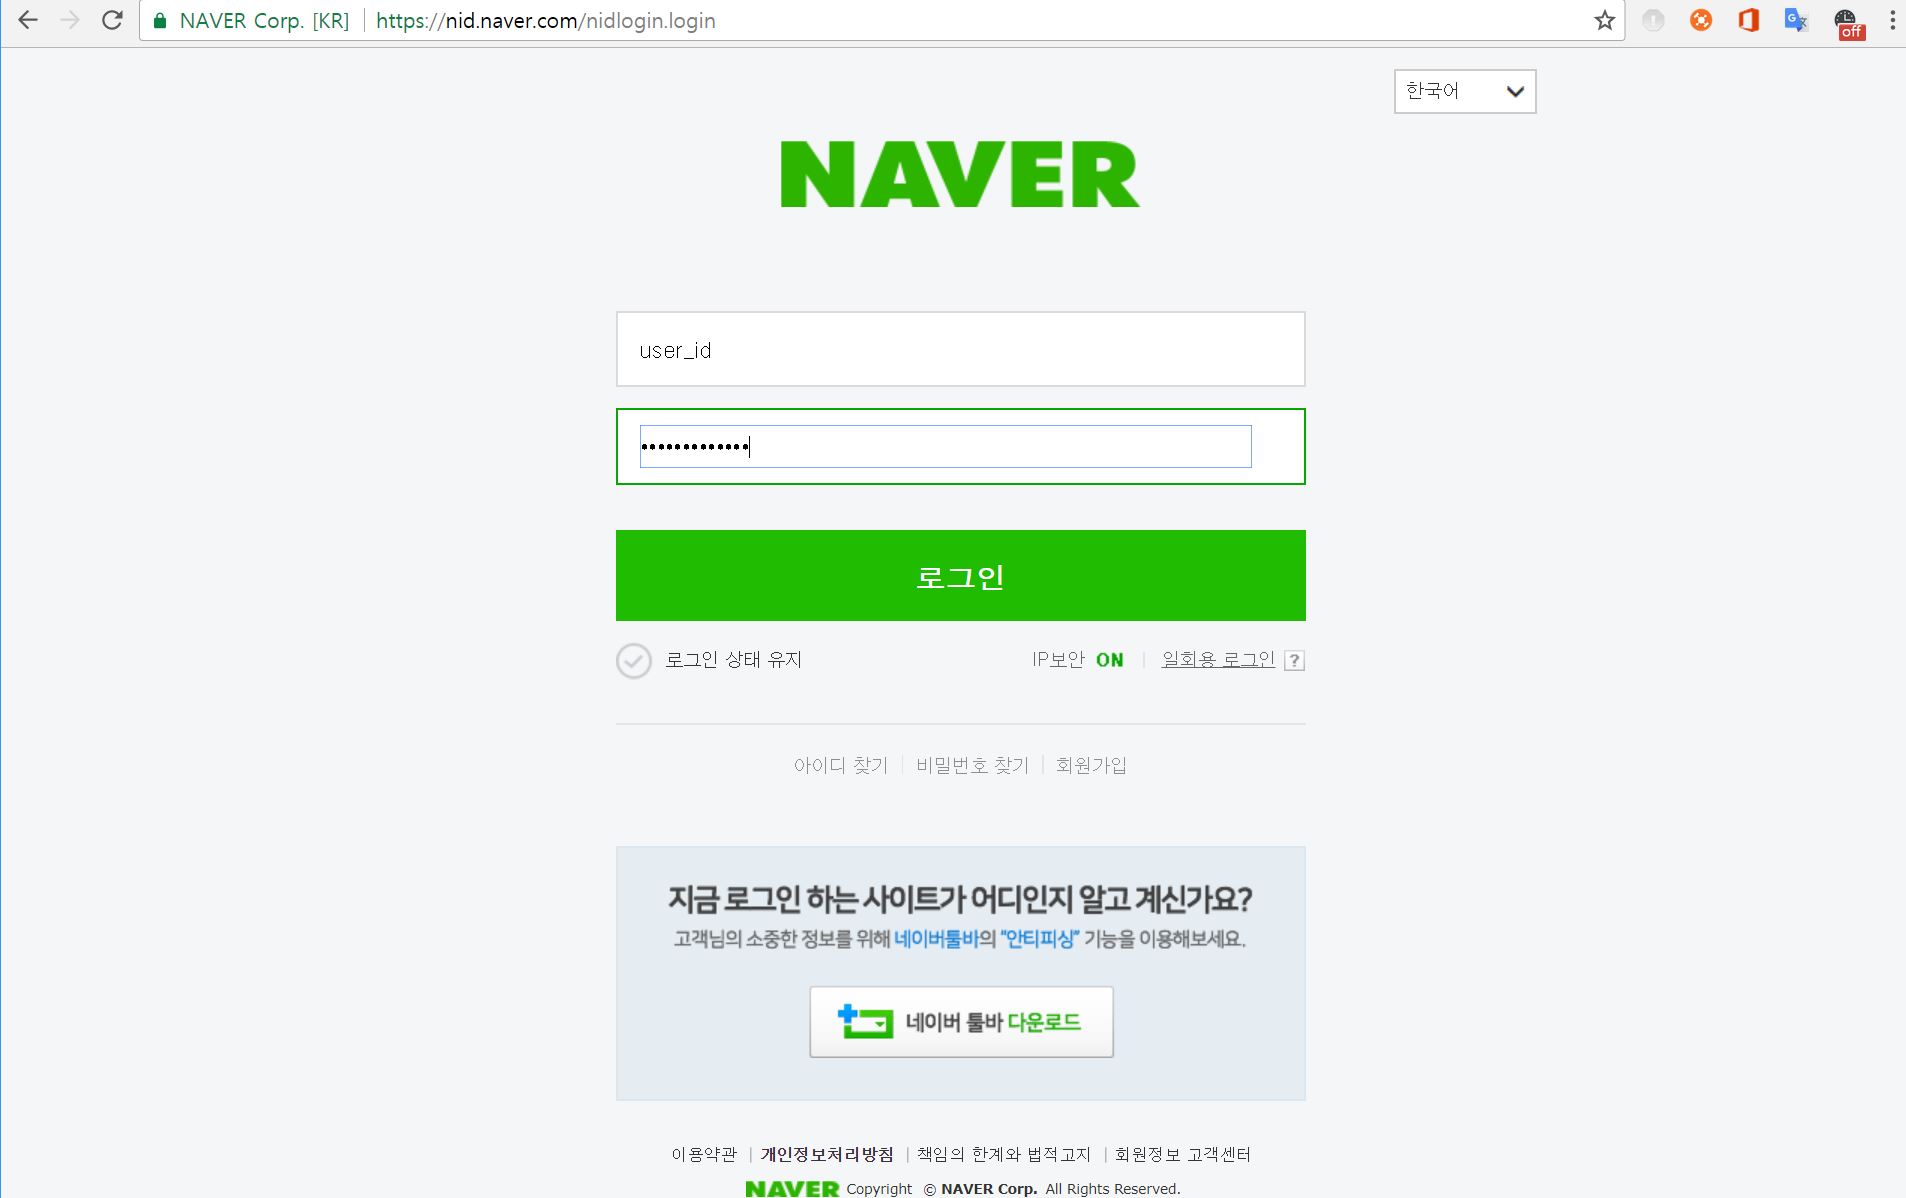 NAVER Corp. [KR] https://nid.naver.com/nidlogin.login
off
한국어
NAVER
user_id
•••••••••••••
로그인
로그인 상태 유지 IP보안 ON 일회용 로그인 ?
아이디 찾기 비밀번호 찾기 회원가입
지금 로그인 하는 사이트가 어디인지 알고 계신가요?
고객님의 소중한 정보를 위해 네이버툴바의 “안티피싱” 기능을 이용해보세요.
네이버 툴바 다운로드
이용약관 | 개인정보처리방침 | 책임의 한계와 법적고지 | 회원정보 고객센터
NAVER Copyright © NAVER Corp. All Rights Reserved.